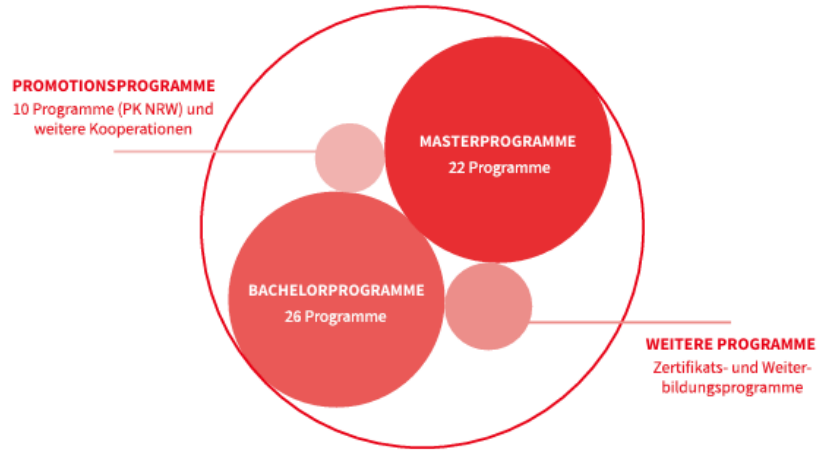 PROMOTIONSPROGRAMME
10 Programme (PK NRW) und
weitere Kooperationen
MASTERPROGRAMME
22 Programme
BACHELORPROGRAMME
26 Programme
WEITERE PROGRAMME
Zertifikats- und Weiter-
bildungsprogramme